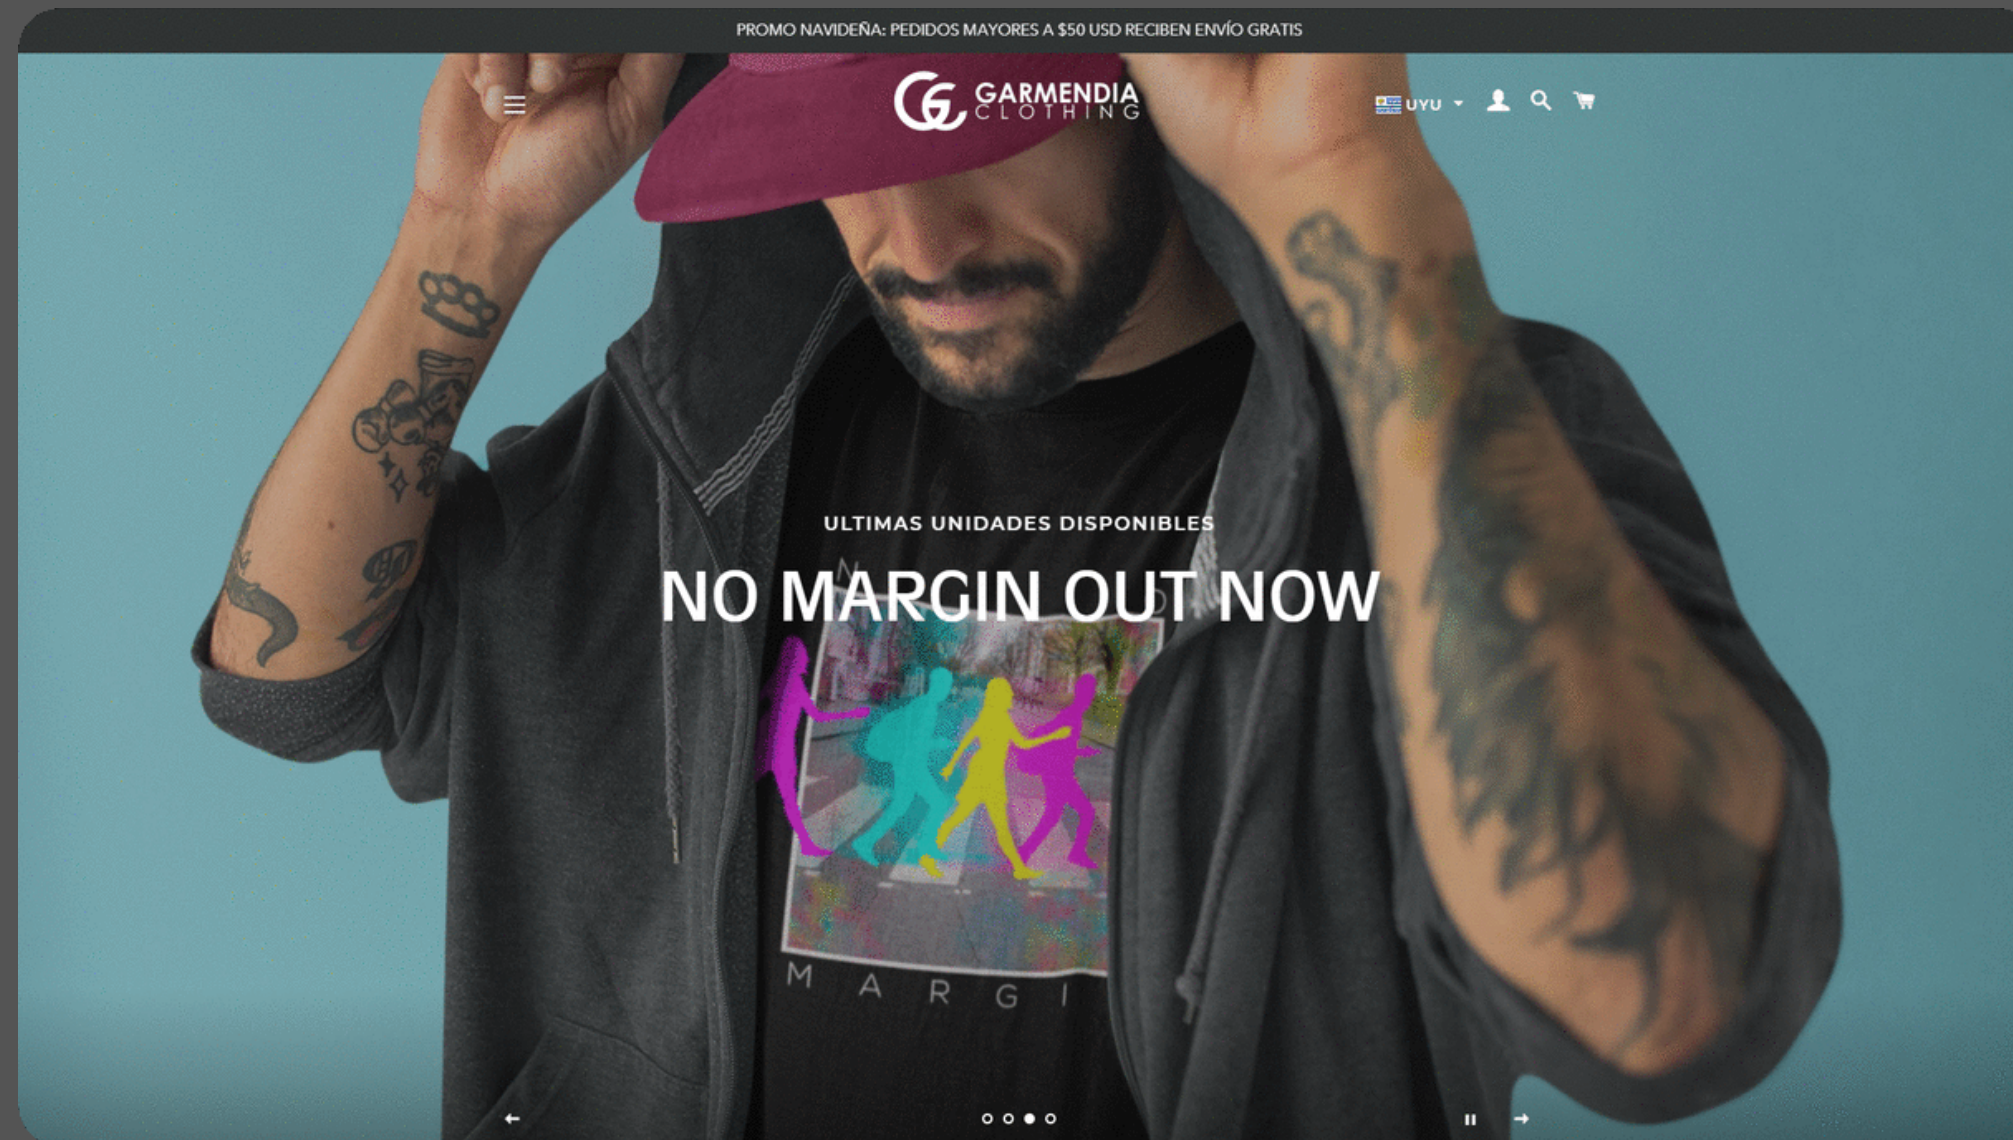 PROMO NAVIDEÑA: PEDIDOS MAYORES A $50 USD RECIBEN ENVÍO GRATIS
GARMENDIA
CLOTHING
UYU
ULTIMAS UNIDADES DISPONIBLES
NO MARGIN OUT NOW
N O
MARGI